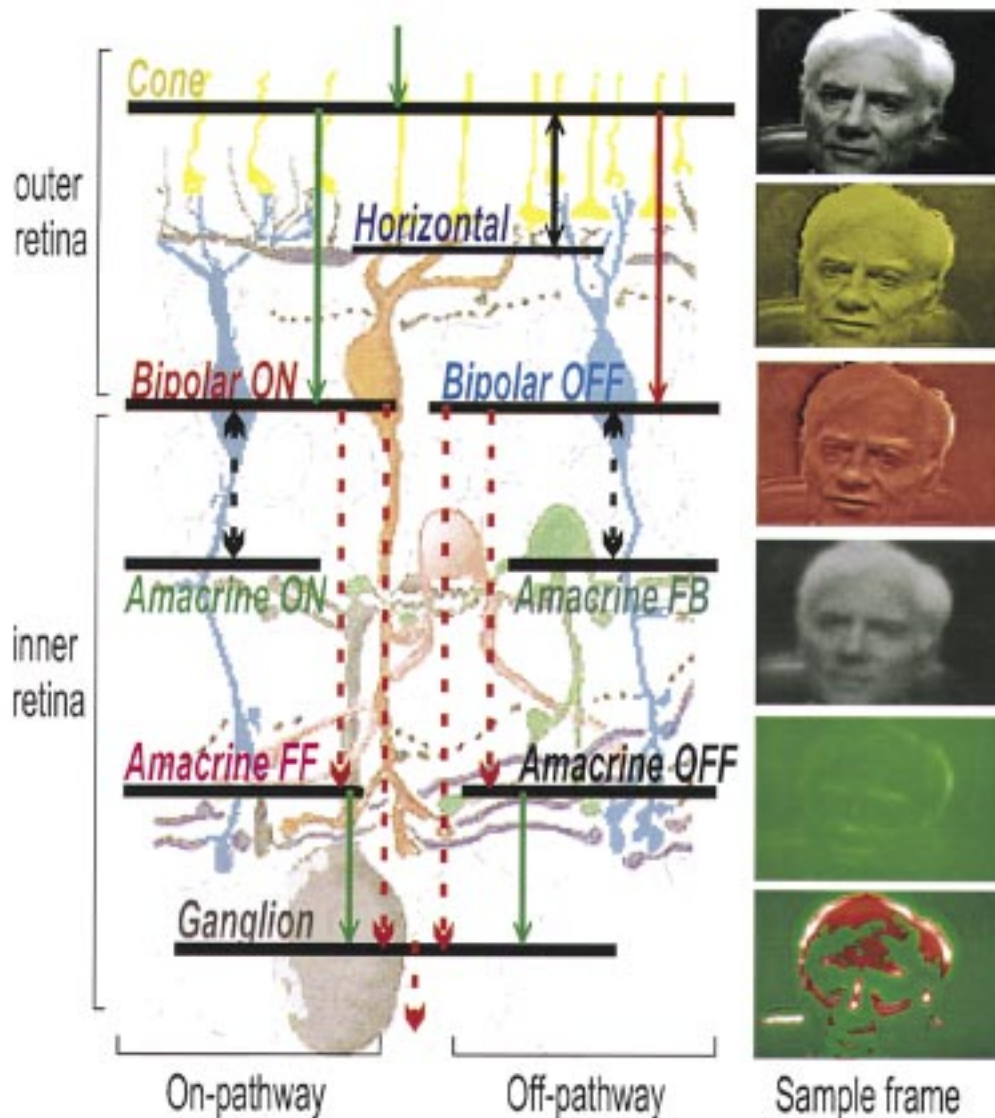 Cone
outer
retina
Horizontal
Bipolar ON
Bipolar OFF
Amacrine ON
Amacrine FB
inner
retina
Amacrine FF
Amacrine OFF
Ganglion
On-pathway
Off-pathway
Sample frame